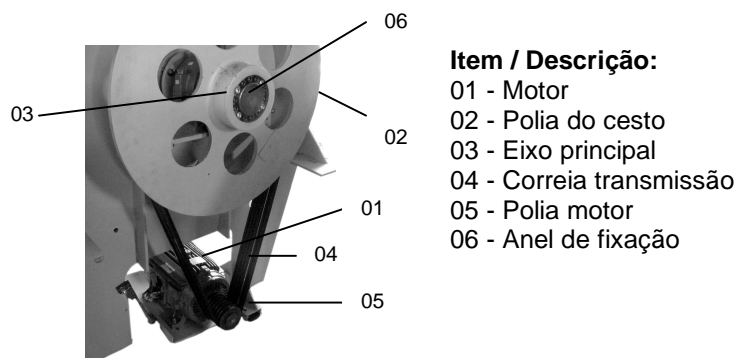 06
03
02
01
04
05
Item / Descrição:
01 - Motor
02 - Polia do cesto
03 - Eixo principal
04 - Correia transmissão
05 - Polia motor
06 - Anel de fixação